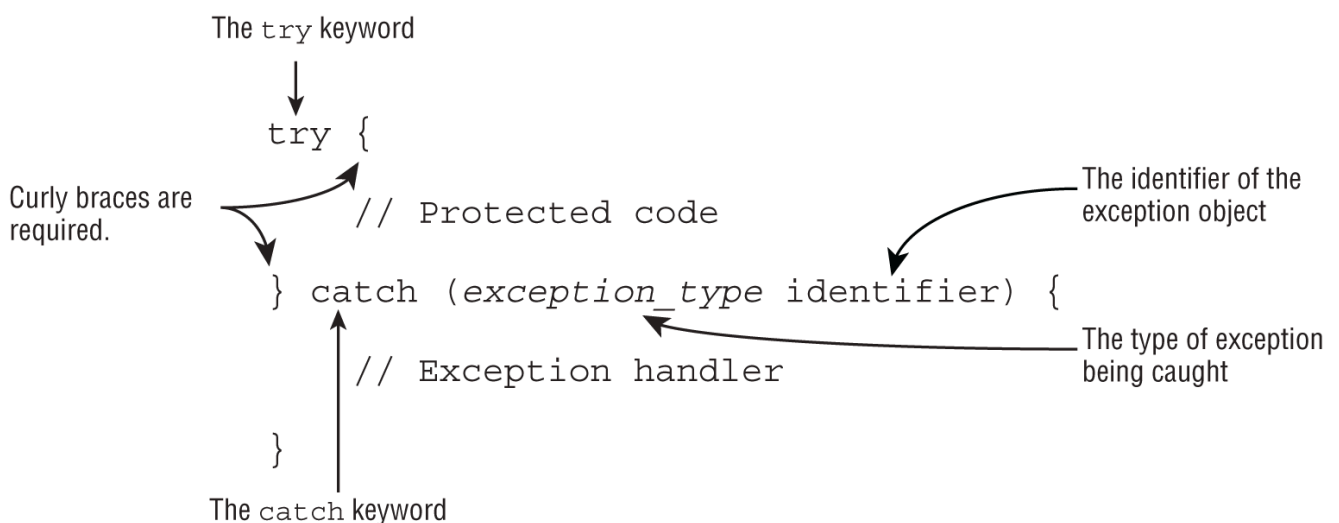 The try keyword
try {
Curly braces are
required.
// Protected code
The identifier of the
exception object
} catch (exception_type identifier) {
The type of exception
being caught
// Exception handler
}
The catch keyword